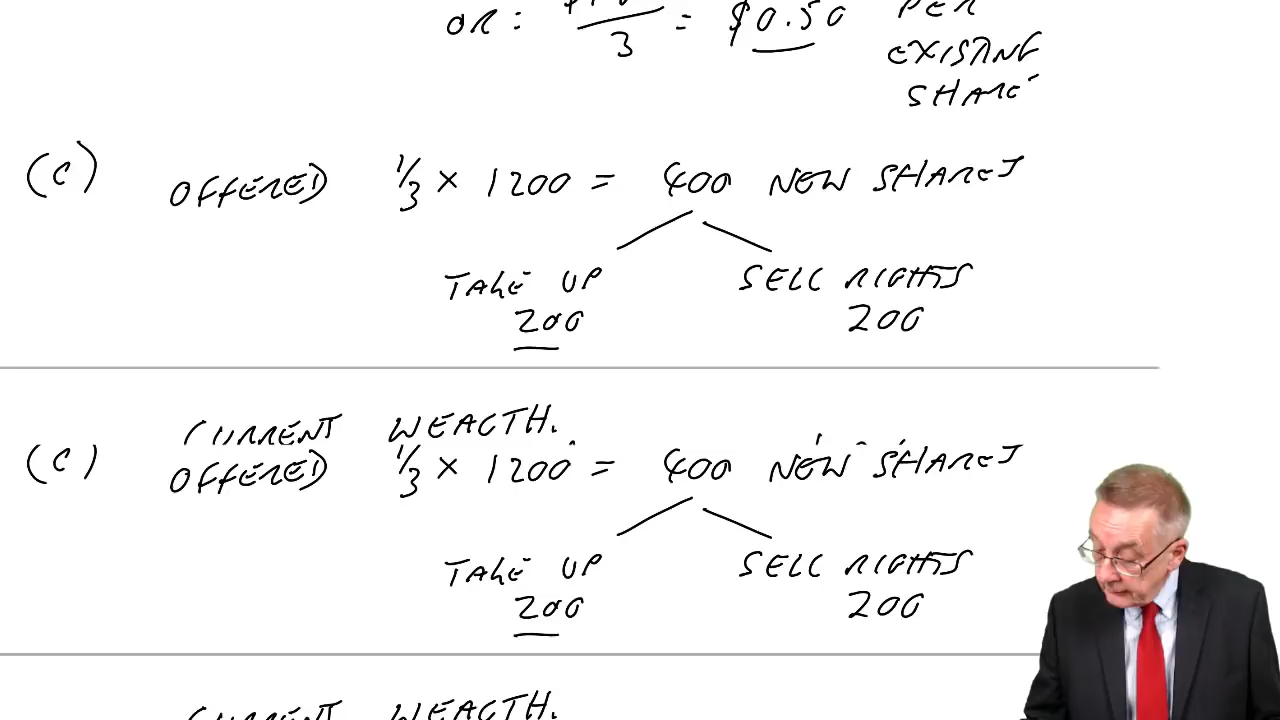 OR: 3 = $0.50 PER
EXISTING
SHARE
(C) OFFERED 1/3 × 1200 = 400 NEW SHARES
TAKE UP SELL RIGHTS
200 200
CURRENT WEALTH.
(C) OFFERED 1/3 × 1200 = 400 NEW SHARES
TAKE UP SELL RIGHTS
200 200
CURRENT WEALTH.